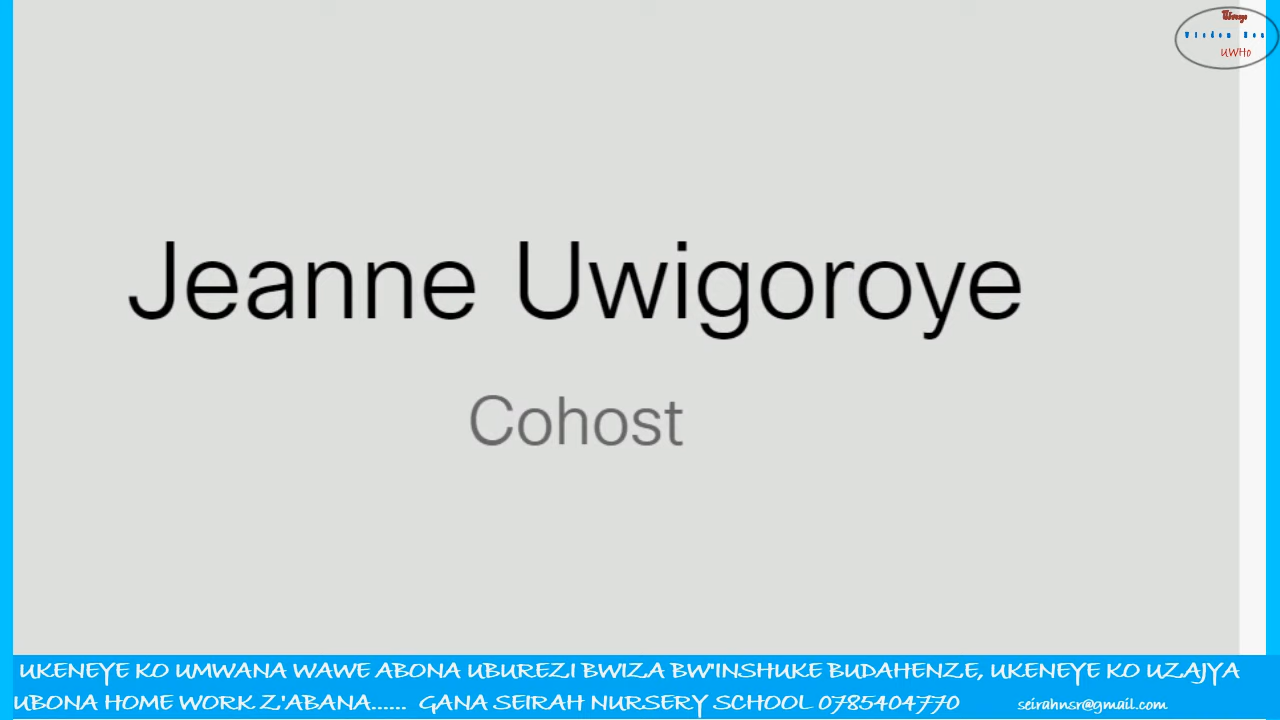 UWHo
Jeanne Uwigoroye
Cohost
UKENEYE KO UMWANA WAWE ABONA UBUREZI BWIZA BW'INSHUKE BUDAHENZE, UKENEYE KO UZAJYA
UBONA HOME WORK Z'ABANA...... GANA SEIRAH NURSERY SCHOOL 0785404770 seirahnsr@gmail.com